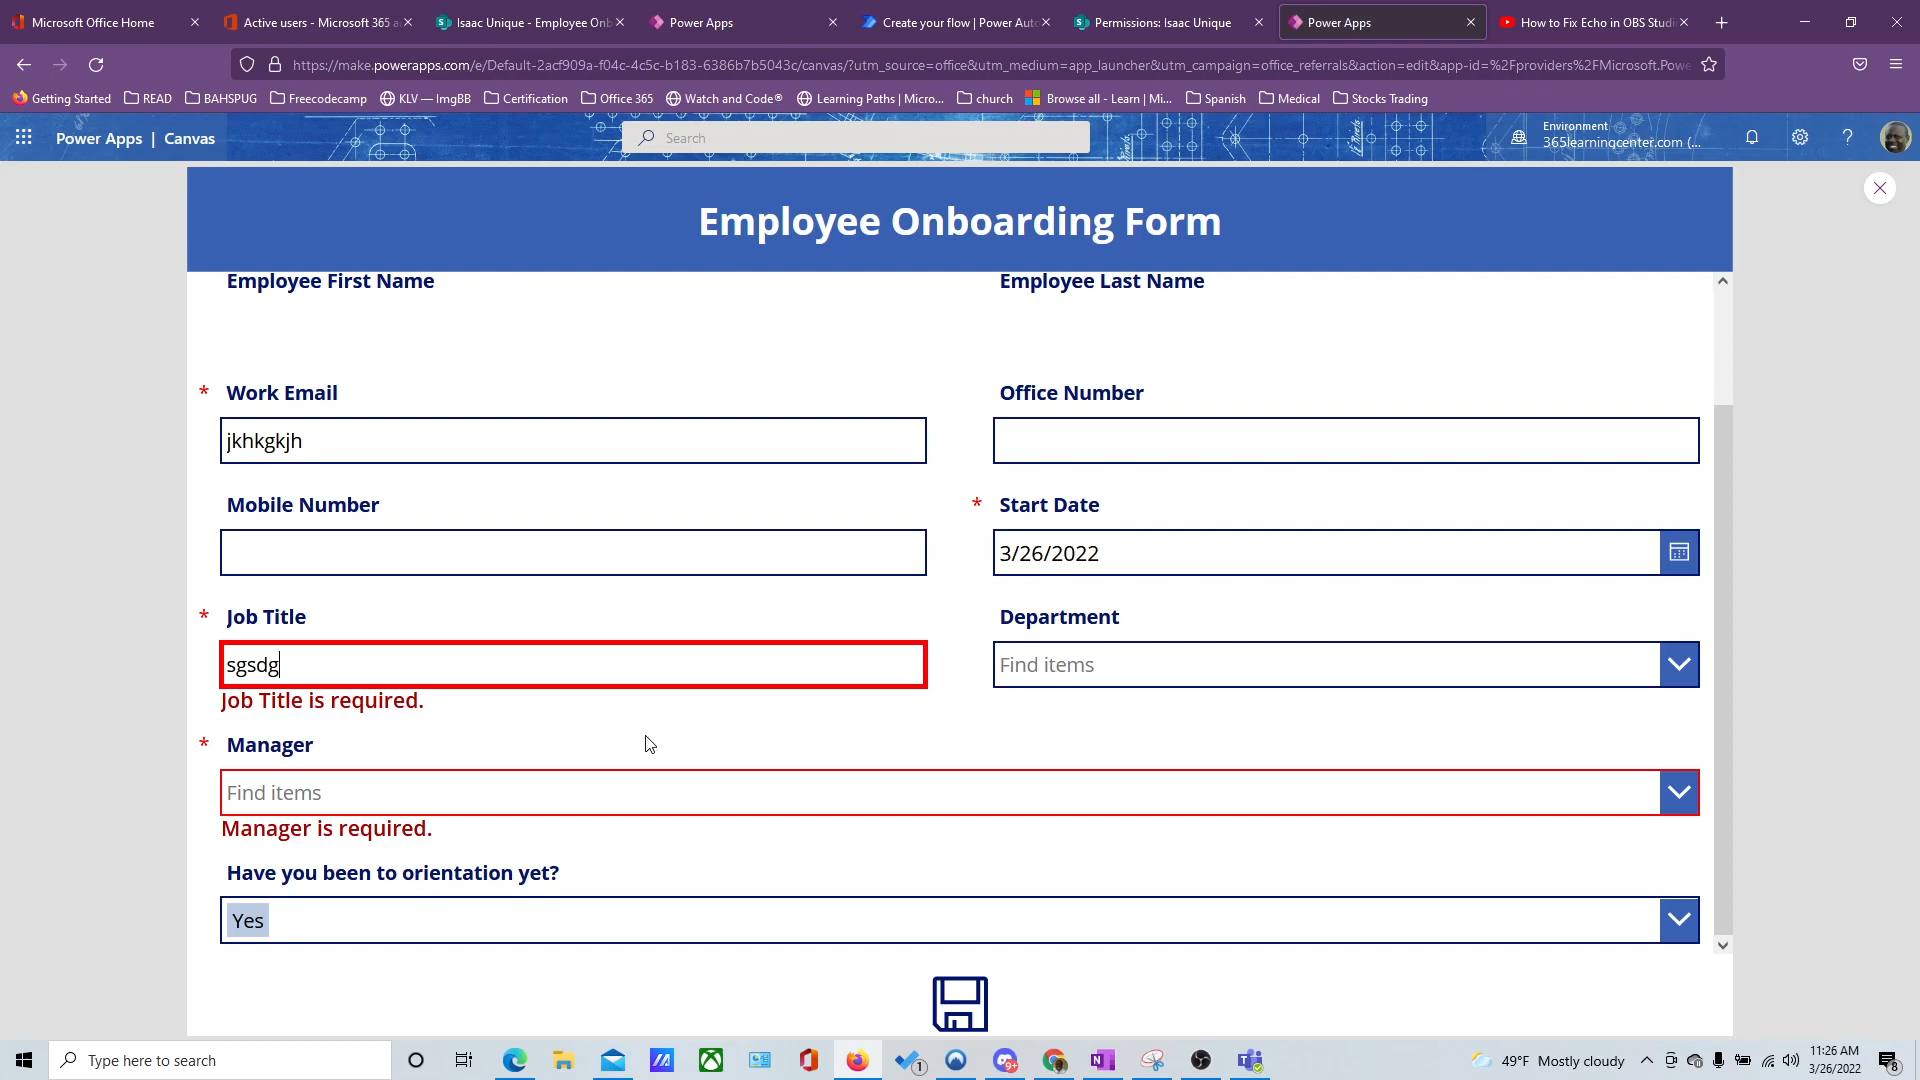 Microsoft Office Home
Active users - Microsoft 365 a
Isaac Unique - Employee Onb
Power Apps
Create your flow | Power Auto
Permissions: Isaac Unique
Power Apps
How to Fix Echo in OBS Studi
https://make.powerapps.com/e/Default-2acf909a-f04c-4c5c-b183-6386b7b5043c/canvas/?utm_source=office&utm_medium=app_launcher&utm_campaign=office_referrals&action=edit&app-id=%2Fproviders%2FMicrosoft.Powe
Getting Started
READ
BAHSPUG
Freecodecamp
KLV — ImgBB
Certification
Office 365
Watch and Code®
Learning Paths | Micro...
church
Browse all - Learn | Mi...
Spanish
Medical
Stocks Trading
Power Apps | Canvas
Search
Environment
365learningcenter.com (...
Employee Onboarding Form
Employee First Name
Employee Last Name
* Work Email
Office Number
jkhkgkjh
Mobile Number
* Start Date
3/26/2022
* Job Title
Department
sgsdg
Find items
Job Title is required.
* Manager
Find items
Manager is required.
Have you been to orientation yet?
Yes
Type here to search
1
9+
49°F Mostly cloudy
11:26 AM
3/26/2022
8